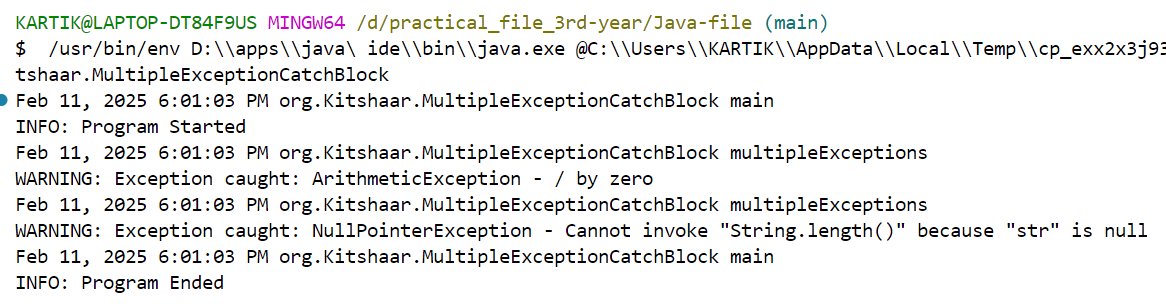 KARTIK@LAPTOP-DT84F9US MINGW64 /d/practical_file_3rd-year/Java-file (main)
$  /usr/bin/env D:\\apps\\java\ ide\\bin\\java.exe @C:\\Users\\KARTIK\\AppData\\Local\\Temp\\cp_exx2x3j93
tshaar.MultipleExceptionCatchBlock
Feb 11, 2025 6:01:03 PM org.Kitshaar.MultipleExceptionCatchBlock main
INFO: Program Started
Feb 11, 2025 6:01:03 PM org.Kitshaar.MultipleExceptionCatchBlock multipleExceptions
WARNING: Exception caught: ArithmeticException - / by zero
Feb 11, 2025 6:01:03 PM org.Kitshaar.MultipleExceptionCatchBlock multipleExceptions
WARNING: Exception caught: NullPointerException - Cannot invoke "String.length()" because "str" is null
Feb 11, 2025 6:01:03 PM org.Kitshaar.MultipleExceptionCatchBlock main
INFO: Program Ended